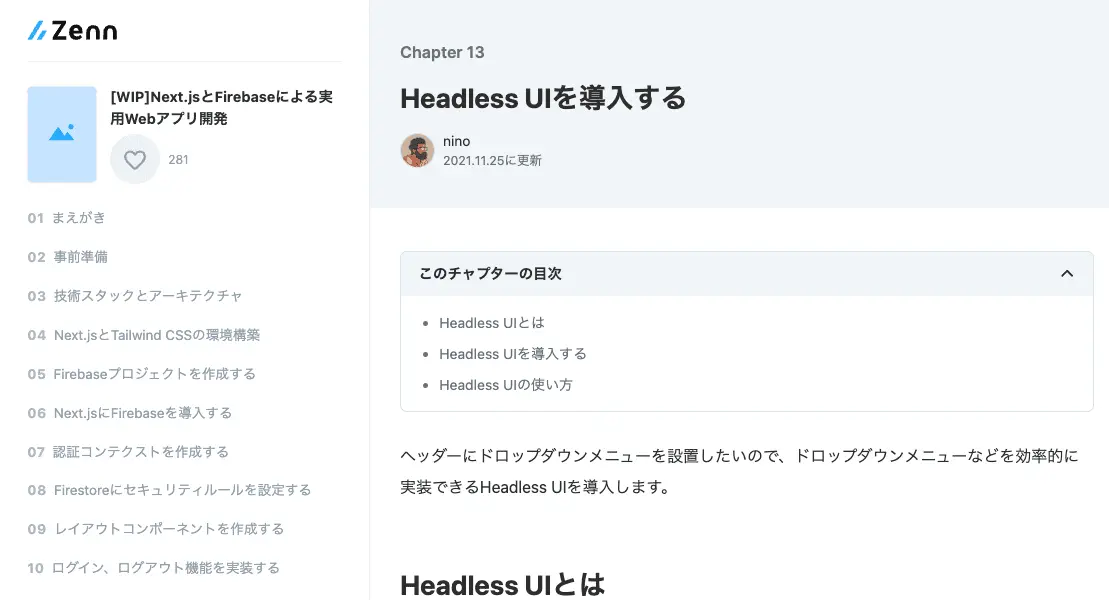 Zenn
[WIP]Next.jsとFirebaseによる実
用Webアプリ開発
281
01 まえがき
02 事前準備
03 技術スタックとアーキテクチャ
04 Next.jsとTailwind CSSの環境構築
05 Firebaseプロジェクトを作成する
06 Next.jsにFirebaseを導入する
07 認証コンテクストを作成する
08 Firestoreにセキュリティルールを設定する
09 レイアウトコンポーネントを作成する
10 ログイン、ログアウト機能を実装する
Chapter 13
Headless UIを導入する
nino
2021.11.25に更新
このチャプターの目次
• Headless UIとは
• Headless UIを導入する
• Headless UIの使い方
ヘッダーにドロップダウンメニューを設置したいので、ドロップダウンメニューなどを効率的に
実装できるHeadless UIを導入します。
Headless UIとは